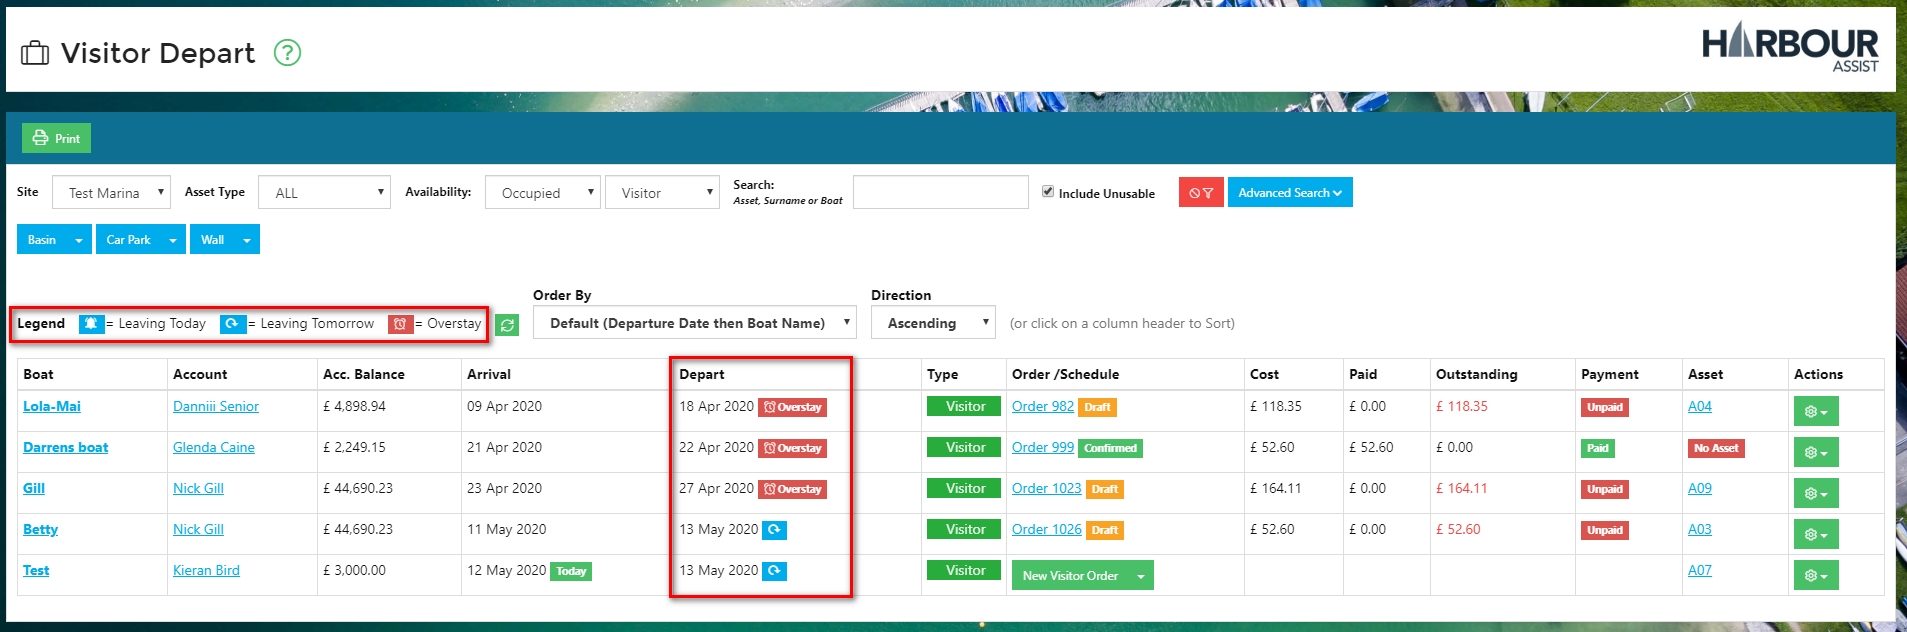 Visitor Depart ?
HARBOUR
ASSIST
Print
Site Test Marina Asset Type ALL Availability: Occupied Visitor Search: Include Unusable Advanced Search
Asset, Surname or Boat
Basin Car Park Wall
Order By Direction
Legend = Leaving Today = Leaving Tomorrow = Overstay Default (Departure Date then Boat Name) Ascending (or click on a column header to Sort)
Boat Account Acc. Balance Arrival Depart Type Order /Schedule Cost Paid Outstanding Payment Asset Actions
Lola-Mai Danniii Senior £ 4,898.94 09 Apr 2020 18 Apr 2020 Overstay Visitor Order 982 Draft £ 118.35 £ 0.00 £ 118.35 Unpaid A04
Darrens boat Glenda Caine £ 2,249.15 21 Apr 2020 22 Apr 2020 Overstay Visitor Order 999 Confirmed £ 52.60 £ 52.60 £ 0.00 Paid No Asset
Gill Nick Gill £ 44,690.23 23 Apr 2020 27 Apr 2020 Overstay Visitor Order 1023 Draft £ 164.11 £ 0.00 £ 164.11 Unpaid A09
Betty Nick Gill £ 44,690.23 11 May 2020 13 May 2020 Visitor Order 1026 Draft £ 52.60 £ 0.00 £ 52.60 Unpaid A03
Test Kieran Bird £ 3,000.00 12 May 2020 Today 13 May 2020 Visitor New Visitor Order A07